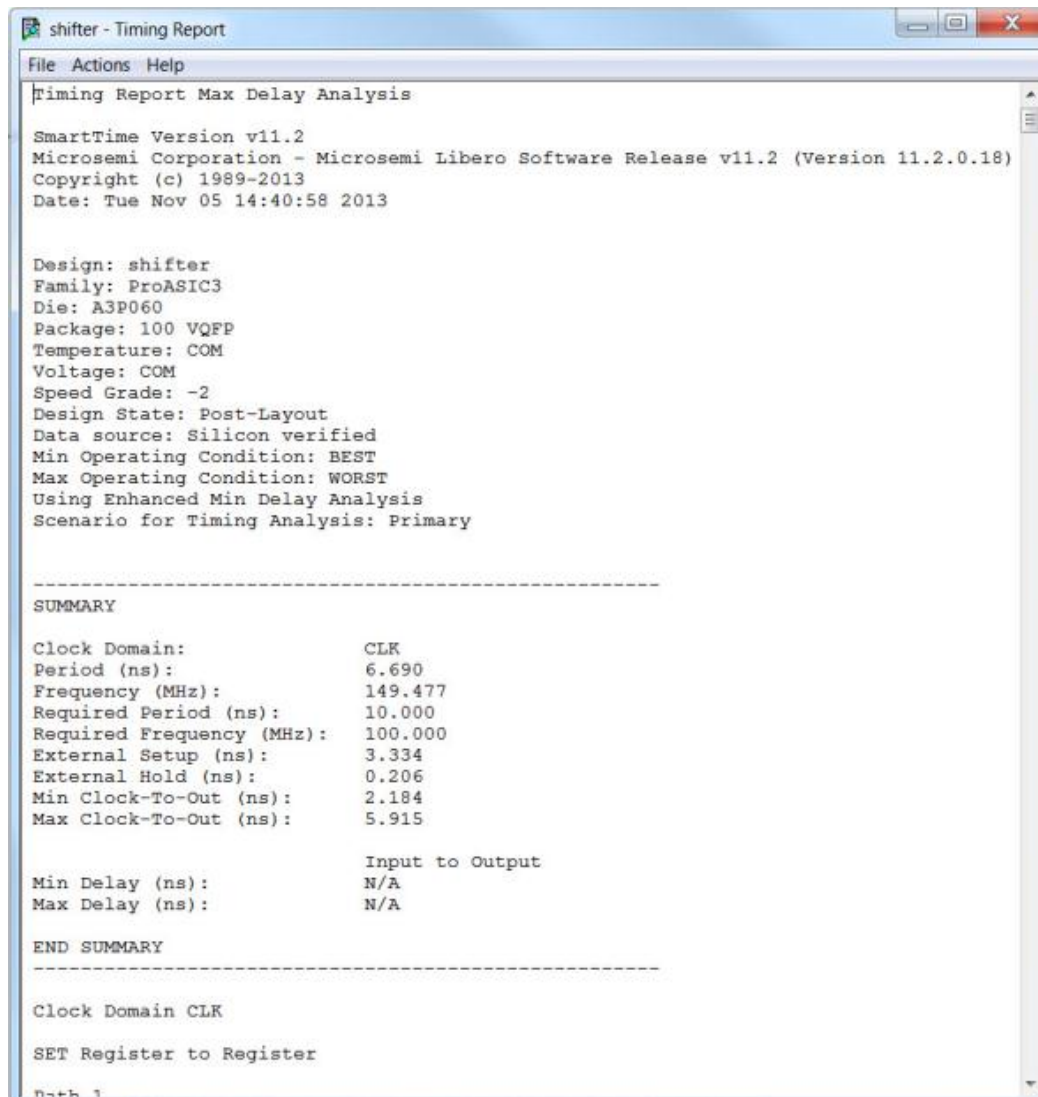 shifter - Timing Report
File Actions Help
Timing Report Max Delay Analysis
SmartTime Version v11.2
Microsemi Corporation - Microsemi Libero Software Release v11.2 (Version 11.2.0.18)
Copyright (c) 1989-2013
Date: Tue Nov 05 14:40:58 2013
Design: shifter
Family: ProASIC3
Die: A3P060
Package: 100 VQFP
Temperature: COM
Voltage: COM
Speed Grade: -2
Design State: Post-Layout
Data source: Silicon verified
Min Operating Condition: BEST
Max Operating Condition: WORST
Using Enhanced Min Delay Analysis
Scenario for Timing Analysis: Primary
-----------------------------------------------------
SUMMARY
Clock Domain: CLK
Period (ns): 6.690
Frequency (MHz): 149.477
Required Period (ns): 10.000
Required Frequency (MHz): 100.000
External Setup (ns): 3.334
External Hold (ns): 0.206
Min Clock-To-Out (ns): 2.184
Max Clock-To-Out (ns): 5.915
Input to Output
Min Delay (ns): N/A
Max Delay (ns): N/A
END SUMMARY
-----------------------------------------------------
Clock Domain CLK
SET Register to Register
Path 1